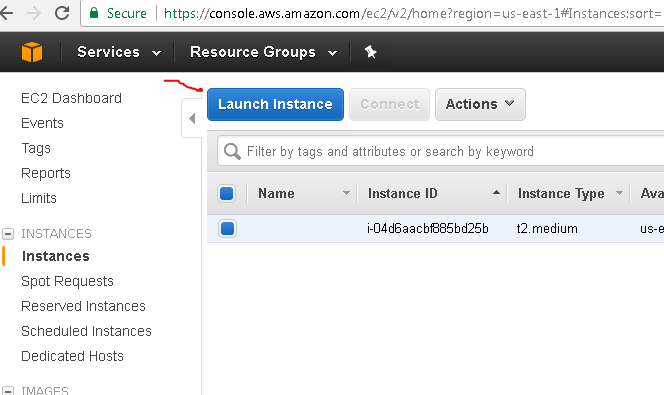 Secure https://console.aws.amazon.com/ec2/v2/home?region=us-east-1#Instances:sort=
Services Resource Groups
EC2 Dashboard
Events
Tags
Reports
Limits
INSTANCES
Instances
Spot Requests
Reserved Instances
Scheduled Instances
Dedicated Hosts
IMAGES
Launch Instance Connect Actions
Filter by tags and attributes or search by keyword
Name Instance ID Instance Type Ava
i-04d6aacbf885bd25b t2.medium us-e